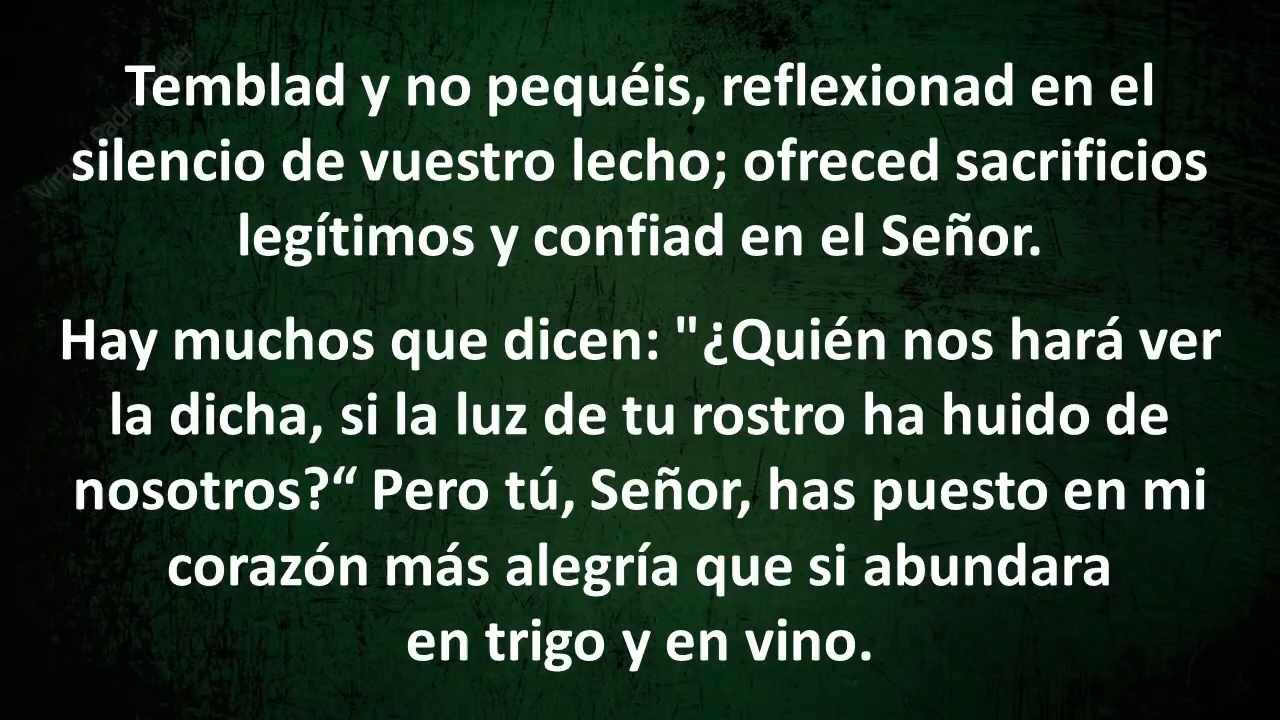 Temblad y no pequéis, reflexionad en el
silencio de vuestro lecho; ofreced sacrificios
legítimos y confiad en el Señor.
Hay muchos que dicen: "¿Quién nos hará ver
la dicha, si la luz de tu rostro ha huido de
nosotros?“ Pero tú, Señor, has puesto en mi
corazón más alegría que si abundara
en trigo y en vino.